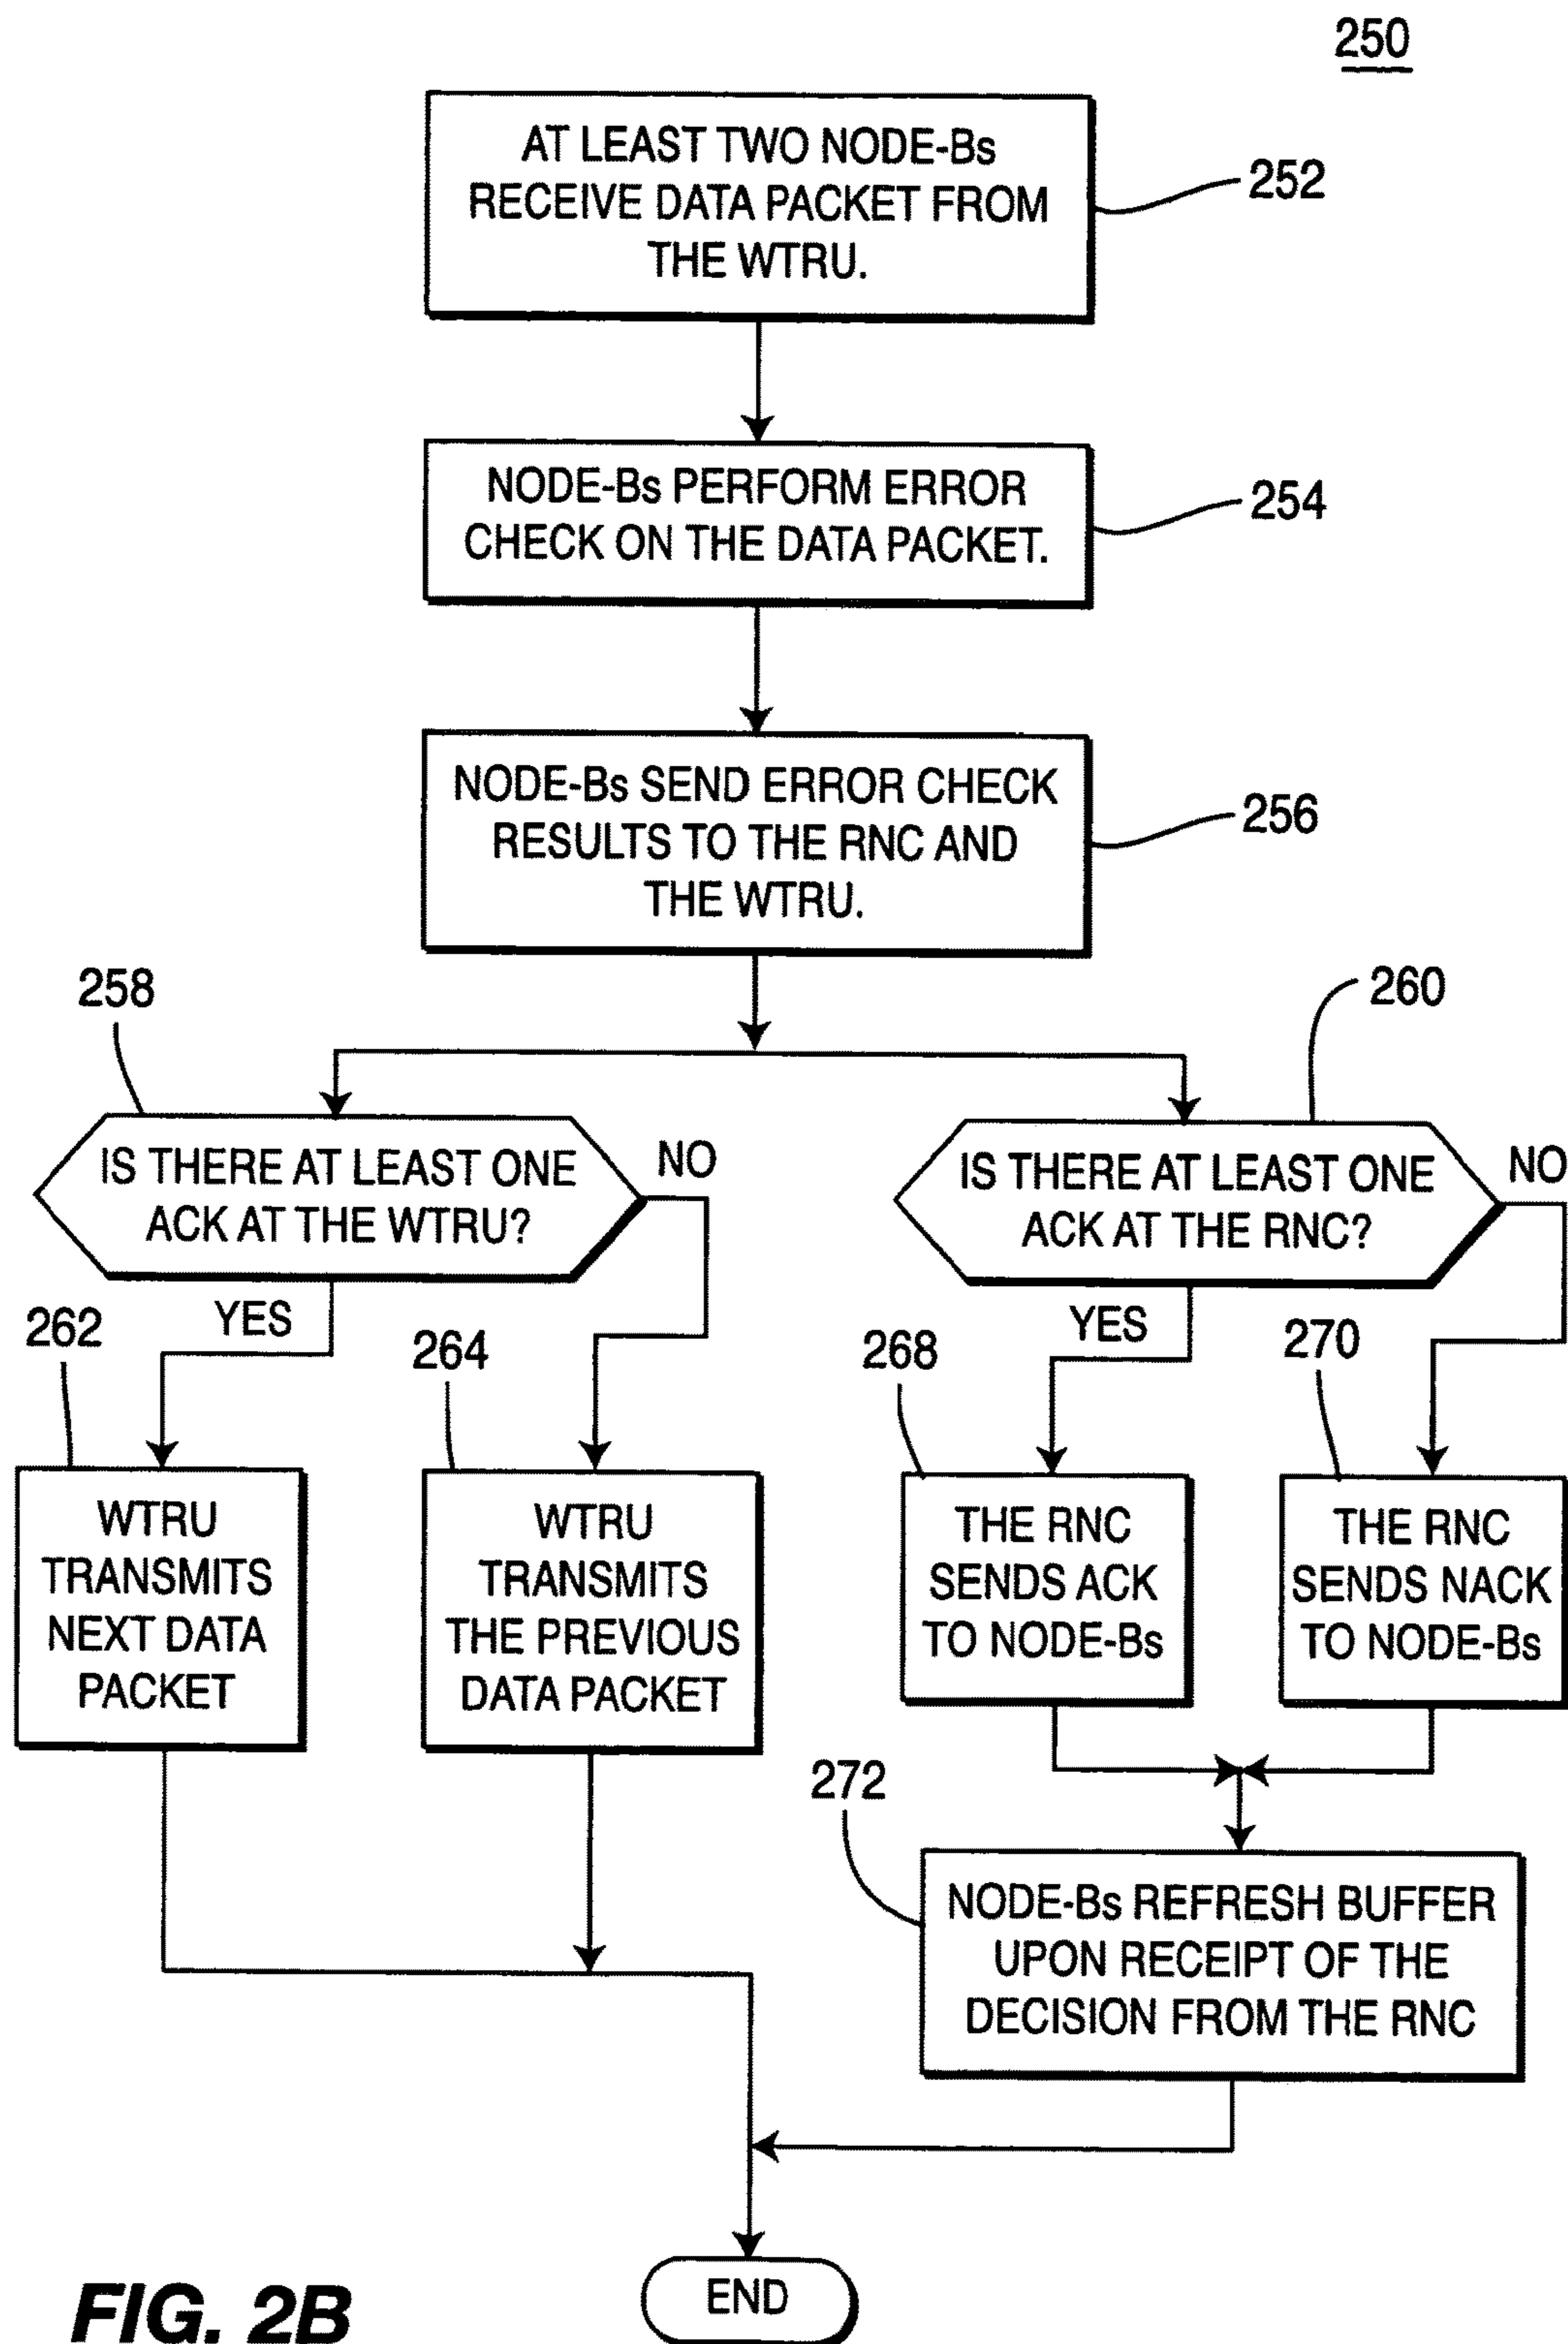 250
AT LEAST TWO NODE-Bs
RECEIVE DATA PACKET FROM
THE WTRU.
252
NODE-Bs PERFORM ERROR
CHECK ON THE DATA PACKET.
254
NODE-Bs SEND ERROR CHECK
RESULTS TO THE RNC AND
THE WTRU.
256
258
260
IS THERE AT LEAST ONE
ACK AT THE WTRU?
NO
IS THERE AT LEAST ONE
ACK AT THE RNC?
NO
YES
YES
262
264
268
270
WTRU
TRANSMITS
NEXT DATA
PACKET
WTRU
TRANSMITS
THE PREVIOUS
DATA PACKET
THE RNC
SENDS ACK
TO NODE-Bs
THE RNC
SENDS NACK
TO NODE-Bs
272
NODE-Bs REFRESH BUFFER
UPON RECEIPT OF THE
DECISION FROM THE RNC
END
FIG. 2B